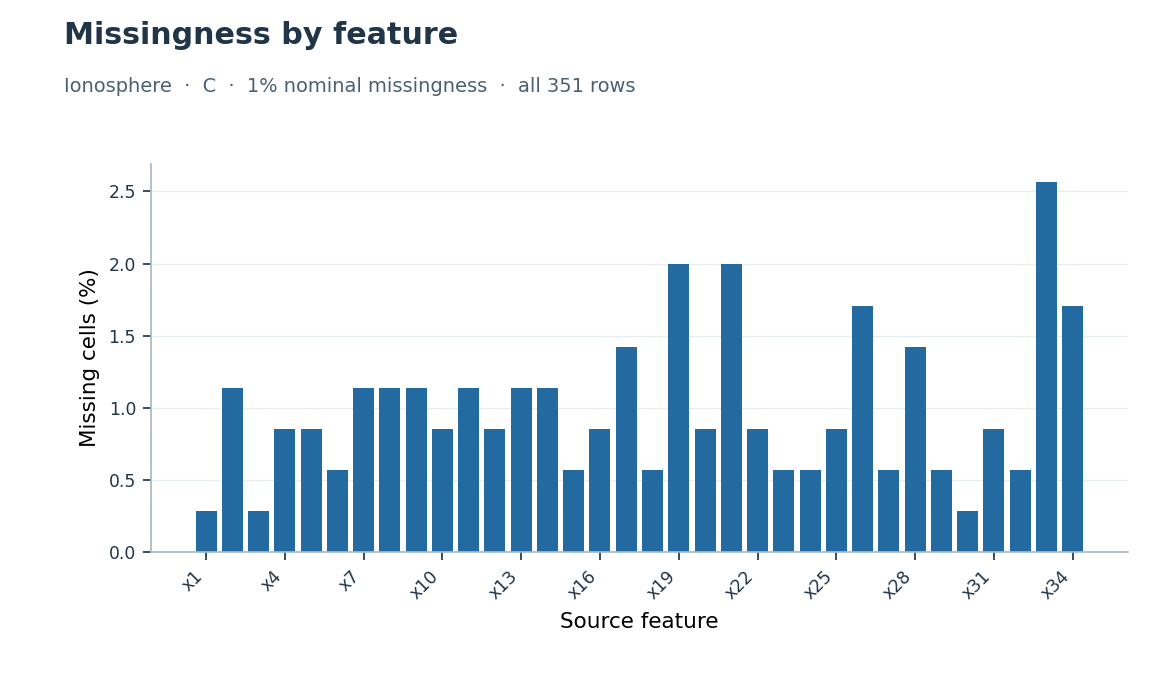 Missingness by feature
Ionosphere · C · 1% nominal missingness · all 351 rows
2.5
2.0
1.5
1.0
0.5
0.0
Missing cells (%)
x1 x4 x7 x10 x13 x16 x19 x22 x25 x28 x31 x34
Source feature